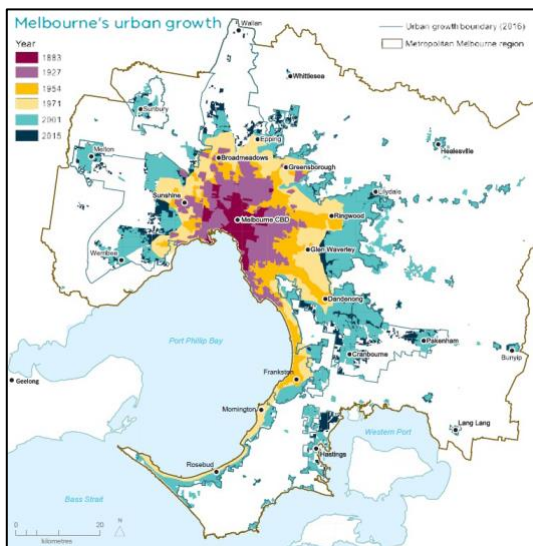 Melbourne's urban growth
Year
1883
1927
1954
1971
2001
2015
Urban growth boundary (2016)
Metropolitan Melbourne region
Wallan
Whittlesea
Sunbury
Epping
Healesville
Melton
Broadmeadows
Greensborough
Lilydale
Sunshine
Ringwood
Melbourne CBD
Glen Waverley
Werribee
Dandenong
Port Phillip Bay
Pakenham
Cranbourne
Bunyip
Geelong
Frankston
Mornington
Lang Lang
Western Port
Hastings
Rosebud
Bass Strait
0
20
kilometres
N